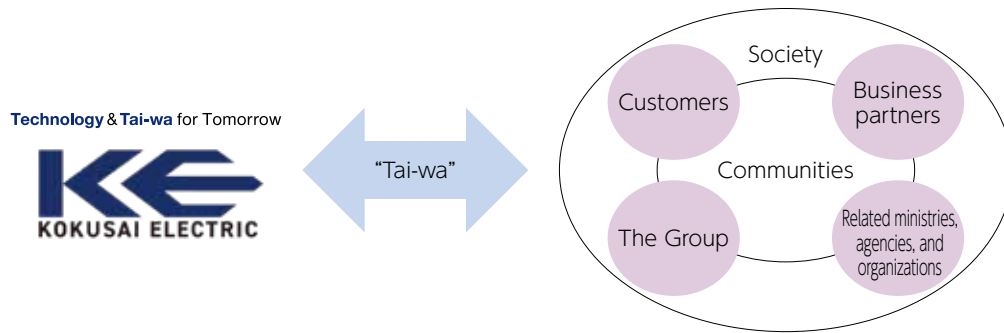 Technology & Tai-wa for Tomorrow
KE
KOKUSAI ELECTRIC
“Tai-wa”
Society
Customers
Business
partners
Communities
The Group
Related ministries,
agencies, and
organizations